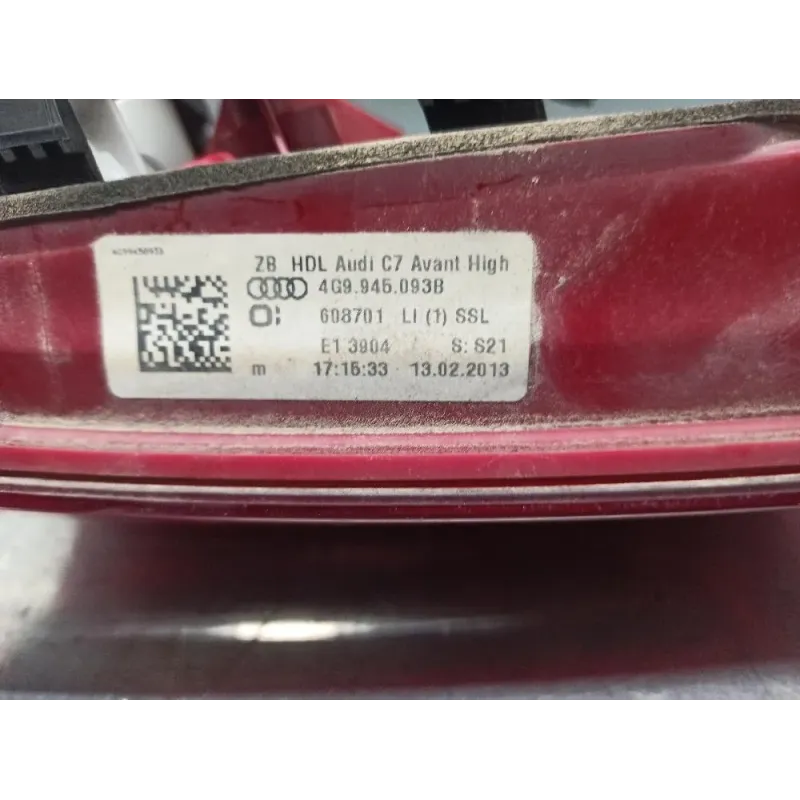 ZB HDL Audi C7 Avant High
4G9.945.093B
608701 LI (1) SSL
E1 3904 S: S21
m 17:15:33 13.02.2013